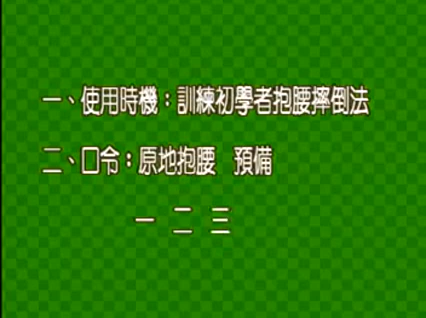 一、使用時機：訓練初學者抱腰摔倒法
二、口令：原地抱腰　預備
一　二　三